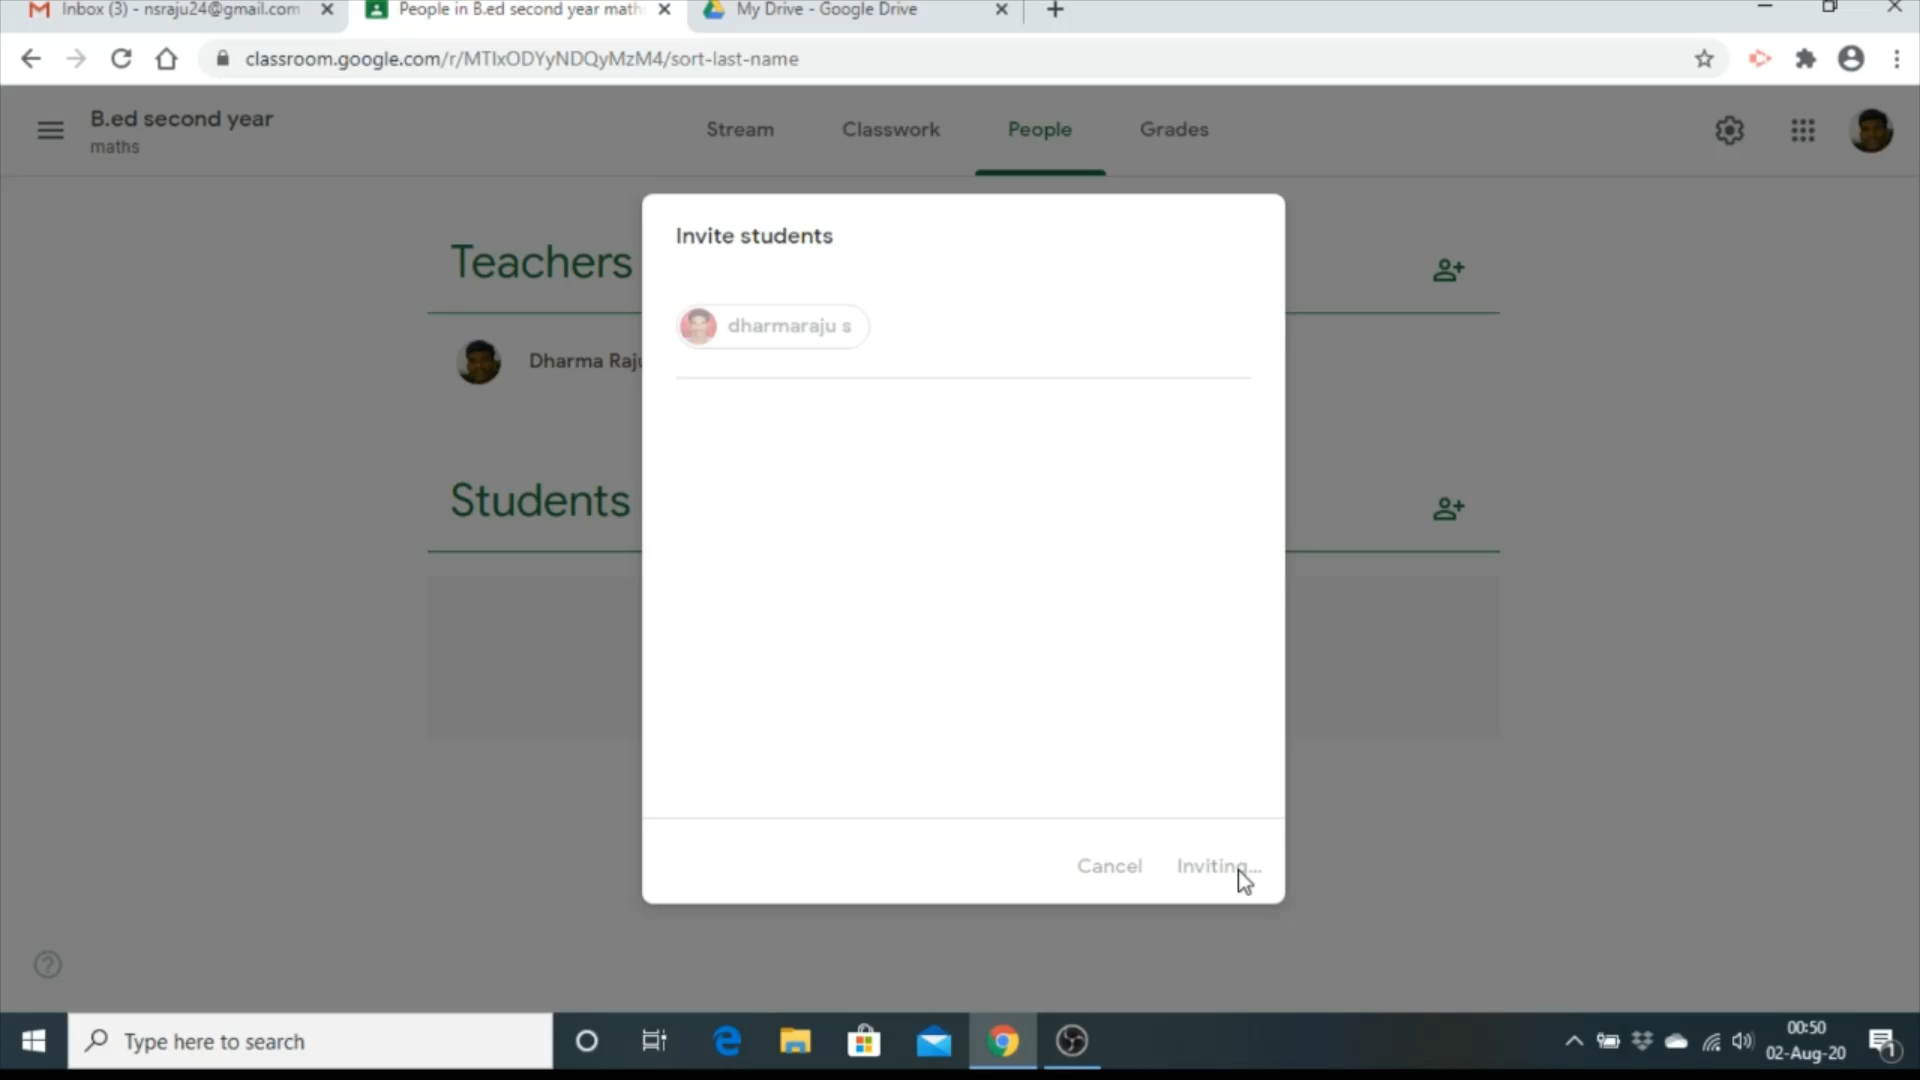 Inbox (3) - nsraju24@gmail.com
People in B.ed second year math
My Drive - Google Drive
classroom.google.com/r/MTIxODYyNDQyMzM4/sort-last-name
B.ed second year
maths
Stream
Classwork
People
Grades
Invite students
Teachers
dharmaraju s
Dharma Raju
Students
Cancel
Inviting...
Type here to search
00:50
02-Aug-20
1